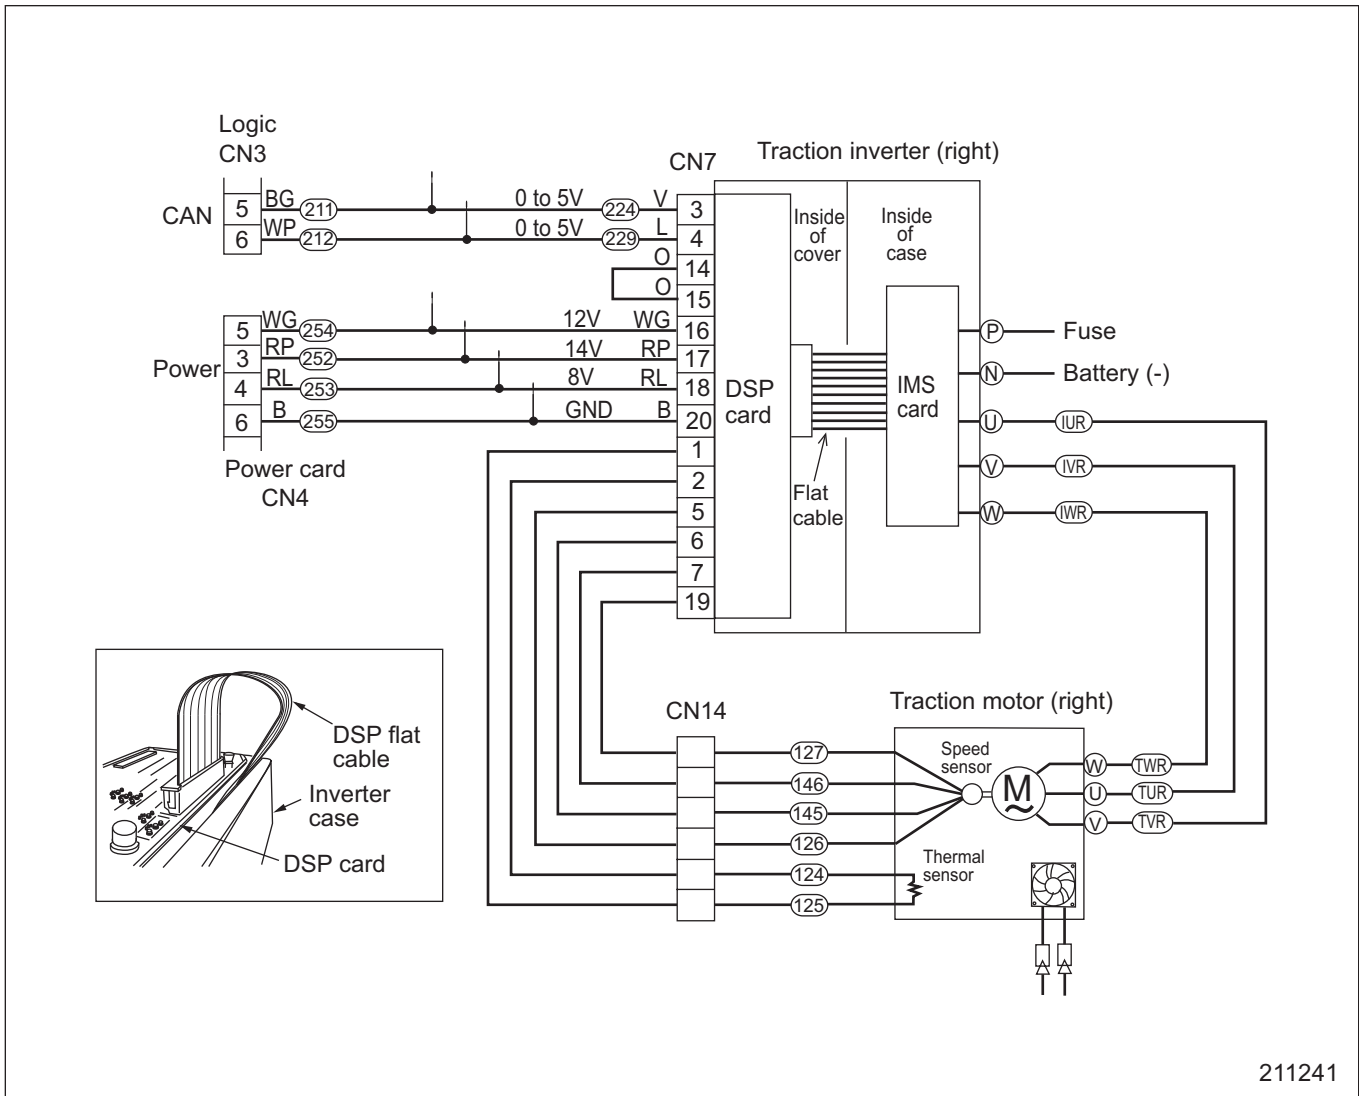 Logic
CN3
CN7
Traction inverter (right)
CAN
5 BG 211 0 to 5V 224 V 3
6 WP 212 0 to 5V 229 L 4
O 14
O 15
Inside
of
cover
Inside
of
case
Power
5 WG 254 12V WG 16
3 RP 252 14V RP 17
4 RL 253 8V RL 18
6 B 255 GND B 20
Power card
CN4
1
2
5
6
7
19
DSP
card
Flat
cable
IMS
card
P Fuse
N Battery (-)
U IUR
V IVR
W IWR
DSP flat
cable
Inverter
case
DSP card
CN14
Traction motor (right)
127
146
145
126
124
125
Speed
sensor
M
Thermal
sensor
W TWR
U TUR
V TVR
211241